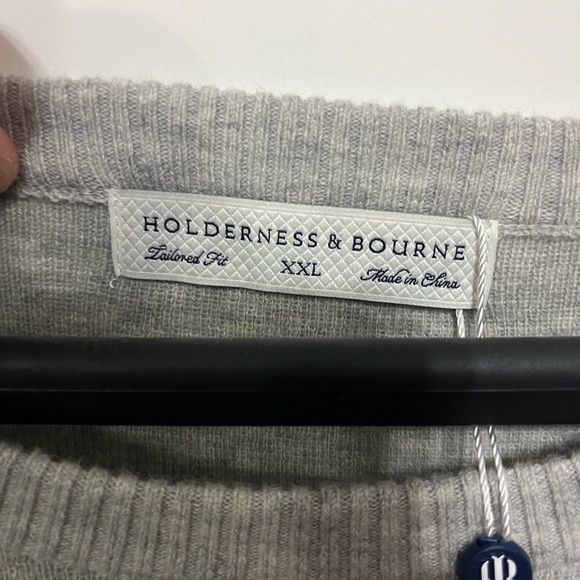 HOLDERNESS & BOURNE
Tailored Fit XXL Made in China